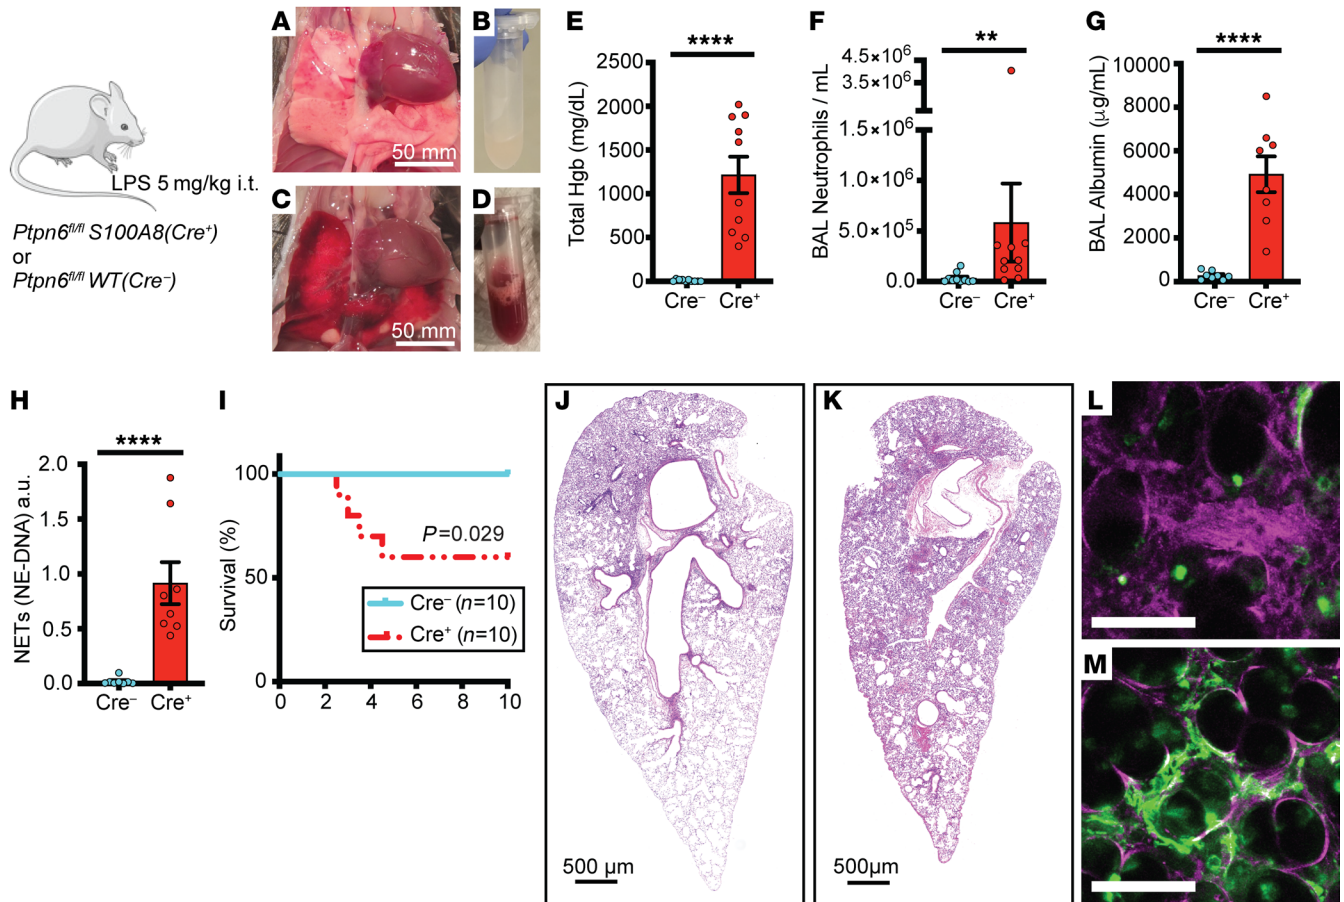 A
50 mm
B
C
50 mm
D
LPS 5 mg/kg i.t.
Ptpn6fl/fl S100A8(Cre+)
or
Ptpn6fl/fl WT(Cre–)
E
****
Total Hgb (mg/dL)
2500
2000
1500
1000
500
0
Cre–
Cre+
F
**
BAL Neutrophils / mL
4.5×10⁶
3.5×10⁶
1.5×10⁶
1.0×10⁶
5.0×10⁵
0.0
Cre–
Cre+
G
****
BAL Albumin (μg/mL)
10000
8000
6000
4000
2000
0
Cre–
Cre+
H
****
NETs (NE-DNA) a.u.
2.0
1.5
1.0
0.5
0.0
Cre–
Cre+
I
Survival (%)
100
50
0
P=0.029
Cre– (n=10)
Cre+ (n=10)
0 2 4 6 8 10
J
500 μm
K
500μm
L
M